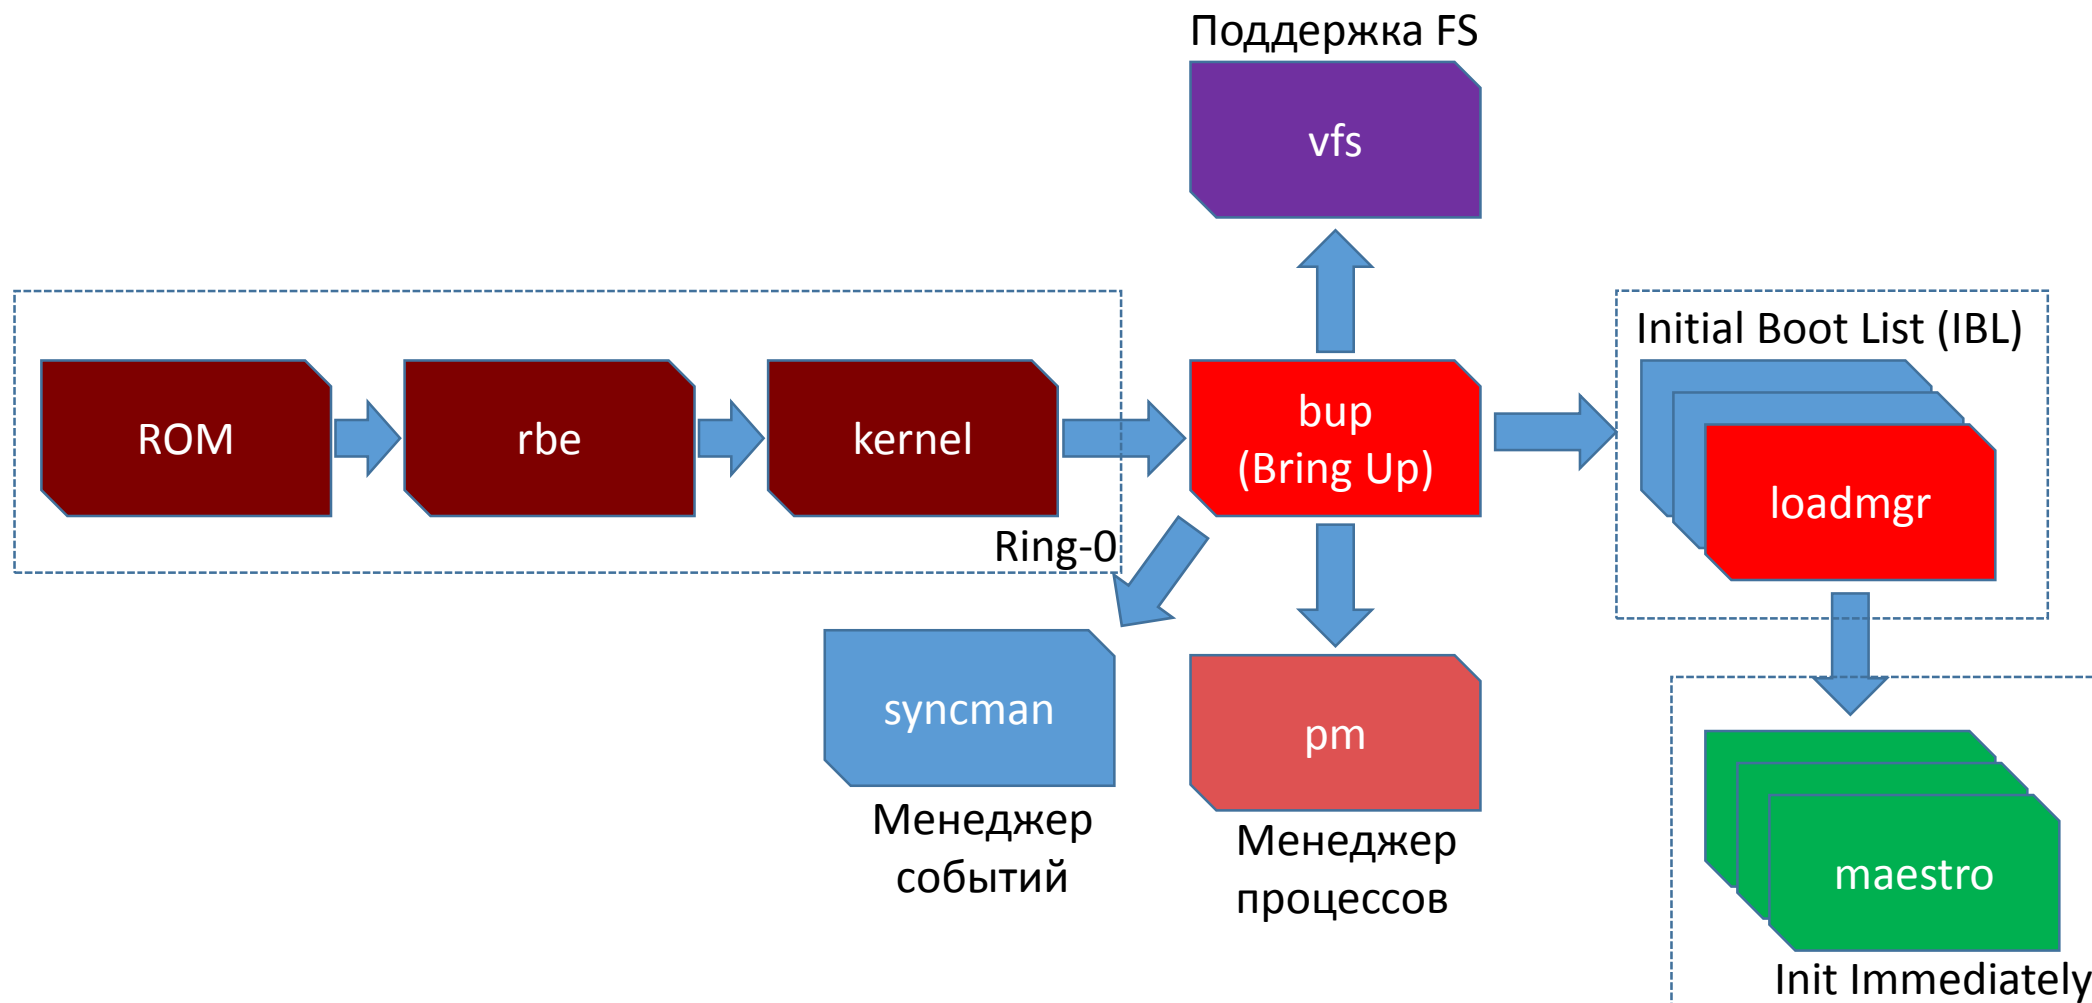 Поддержка FS
vfs
Initial Boot List (IBL)
ROM
rbe
kernel
bup
(Bring Up)
loadmgr
Ring-0
syncman
pm
Менеджер
событий
Менеджер
процессов
maestro
Init Immediately